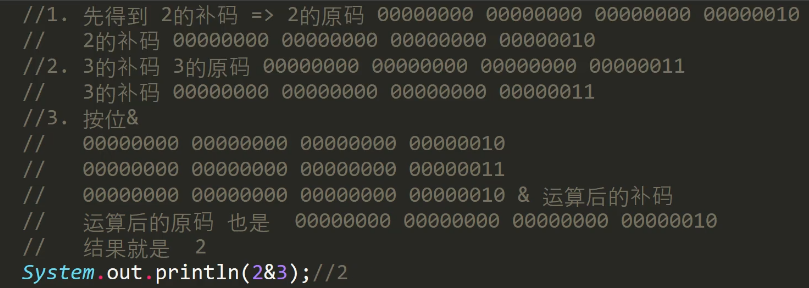 //1. 先得到 2的补码 => 2的原码 00000000 00000000 00000000 00000010
//   2的补码 00000000 00000000 00000000 00000010
//2. 3的补码 3的原码 00000000 00000000 00000000 00000011
//   3的补码 00000000 00000000 00000000 00000011
//3. 按位&
//   00000000 00000000 00000000 00000010
//   00000000 00000000 00000000 00000011
//   00000000 00000000 00000000 00000010 & 运算后的补码
//   运算后的原码 也是  00000000 00000000 00000000 00000010
//   结果就是  2
System.out.println(2&3);//2